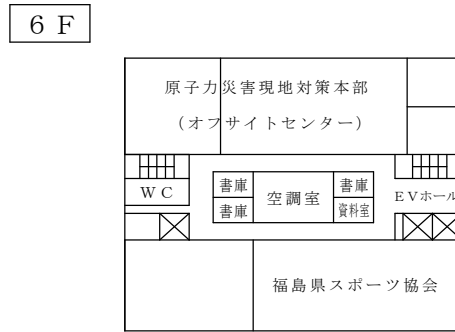 6 F
原子力災害現地対策本部
(オフサイトセンター)
WC
書庫
書庫
空調室
書庫
資料室
EVホール
福島県スポーツ協会